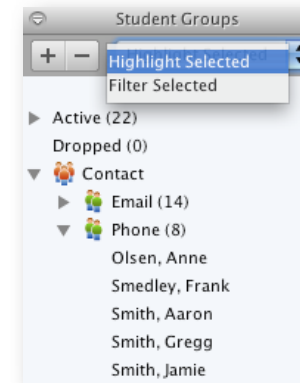 Student Groups
Highlight Selected
Filter Selected
Active (22)
Dropped (0)
Contact
Email (14)
Phone (8)
Olsen, Anne
Smedley, Frank
Smith, Aaron
Smith, Gregg
Smith, Jamie